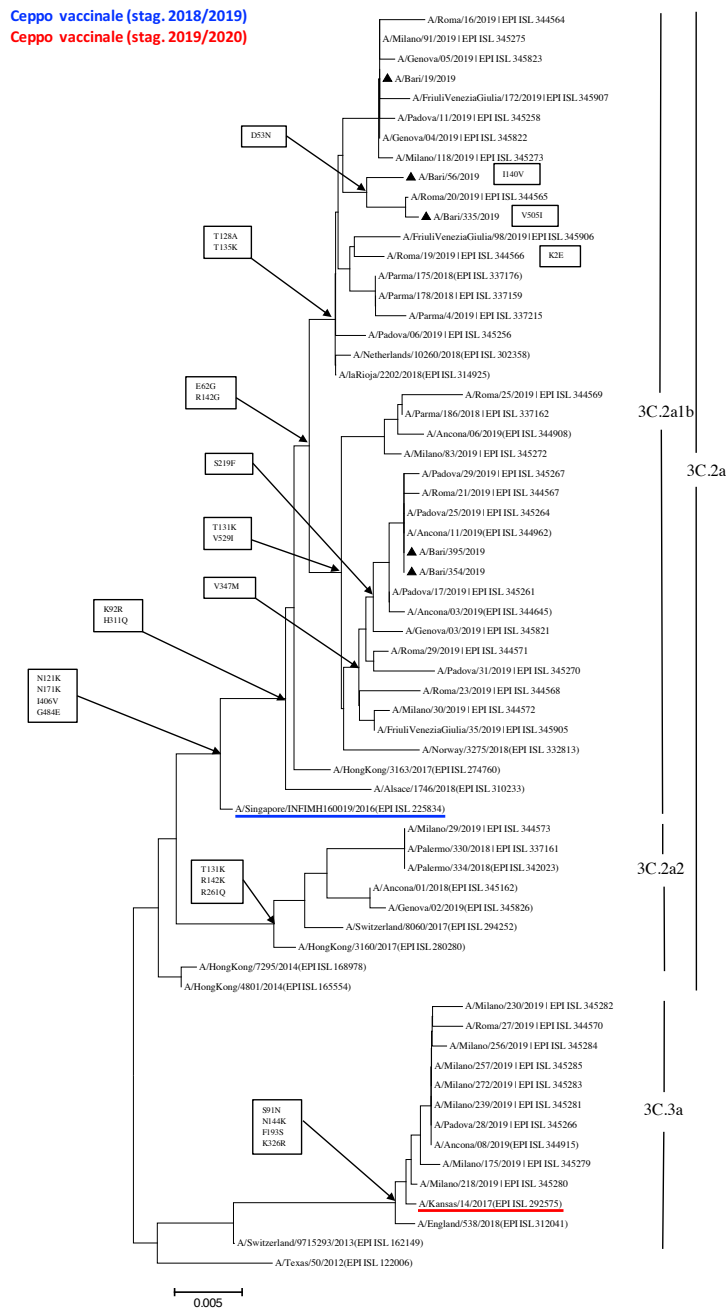 Ceppo vaccinale (stag. 2018/2019)
Ceppo vaccinale (stag. 2019/2020)
A/Roma/16/2019|EPI ISL 344564
A/Milano/91/2019|EPI ISL 345275
A/Genova/05/2019|EPI ISL 345823
A/Bari/19/2019
A/FriuliVeneziaGiulia/172/2019|EPI ISL 345907
A/Padova/11/2019|EPI ISL 345258
A/Genova/04/2019|EPI ISL 345822
D53N
A/Milano/118/2019|EPI ISL 345273
A/Bari/56/2019
I140V
A/Roma/20/2019|EPI ISL 344565
A/Bari/335/2019
V505I
T128A
T135K
A/FriuliVeneziaGiulia/98/2019|EPI ISL 345906
A/Roma/19/2019|EPI ISL 344566
K2E
A/Parma/175/2018(EPI ISL 337176)
A/Parma/178/2018|EPI ISL 337159
A/Parma/4/2019|EPI ISL 337215
A/Padova/06/2019|EPI ISL 345256
A/Netherlands/10260/2018(EPI ISL 302358)
A/laRioja/2202/2018(EPI ISL 314925)
E62G
R142G
A/Roma/25/2019|EPI ISL 344569
A/Parma/186/2018|EPI ISL 337162
3C.2a1b
A/Ancona/06/2019(EPI ISL 344908)
A/Milano/83/2019|EPI ISL 345272
S219F
3C.2a
A/Padova/29/2019|EPI ISL 345267
A/Roma/21/2019|EPI ISL 344567
A/Padova/25/2019|EPI ISL 345264
T131K
V529I
A/Ancona/11/2019(EPI ISL 344962)
A/Bari/395/2019
A/Bari/354/2019
V347M
A/Padova/17/2019|EPI ISL 345261
A/Ancona/03/2019(EPI ISL 344645)
K92R
H311Q
A/Genova/03/2019|EPI ISL 345821
A/Roma/29/2019|EPI ISL 344571
A/Padova/31/2019|EPI ISL 345270
N121K
N171K
I406V
G484E
A/Roma/23/2019|EPI ISL 344568
A/Milano/30/2019|EPI ISL 344572
A/FriuliVeneziaGiulia/35/2019|EPI ISL 345905
A/Norway/3275/2018(EPI ISL 332813)
A/HongKong/3163/2017(EPI ISL 274760)
A/Alsace/1746/2018(EPI ISL 310233)
A/Singapore/INFIMH160019/2016(EPI ISL 225834)
A/Milano/29/2019|EPI ISL 344573
A/Palermo/330/2018|EPI ISL 337161
A/Palermo/334/2018(EPI ISL 342023)
3C.2a2
T131K
R142K
R261Q
A/Ancona/01/2018(EPI ISL 345162)
A/Genova/02/2019(EPI ISL 345826)
A/Switzerland/8060/2017(EPI ISL 294252)
A/HongKong/3160/2017(EPI ISL 280280)
A/HongKong/7295/2014(EPI ISL 168978)
A/HongKong/4801/2014(EPI ISL 165554)
A/Milano/230/2019|EPI ISL 345282
A/Roma/27/2019|EPI ISL 344570
A/Milano/256/2019|EPI ISL 345284
A/Milano/257/2019|EPI ISL 345285
A/Milano/272/2019|EPI ISL 345283
A/Milano/239/2019|EPI ISL 345281
3C.3a
S91N
N144K
F193S
K326R
A/Padova/28/2019|EPI ISL 345266
A/Ancona/08/2019(EPI ISL 344915)
A/Milano/175/2019|EPI ISL 345279
A/Milano/218/2019|EPI ISL 345280
A/Kansas/14/2017(EPI ISL 292575)
A/England/538/2018(EPI ISL 312041)
A/Switzerland/9715293/2013(EPI ISL 162149)
A/Texas/50/2012(EPI ISL 122006)
0.005